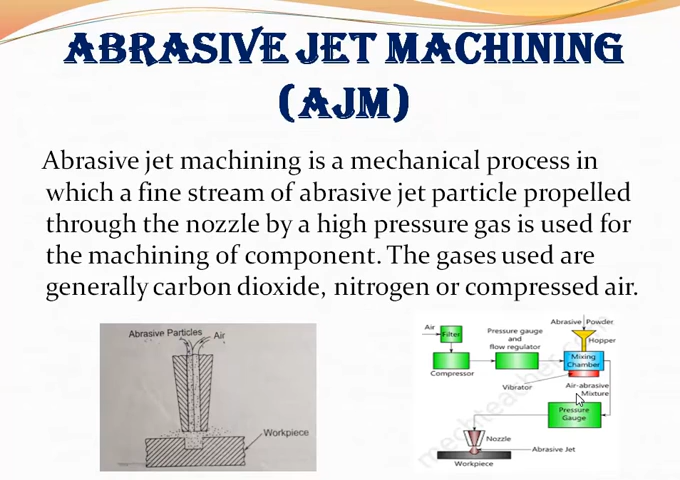 ABRASIVE JET MACHINING
(AJM)
Abrasive jet machining is a mechanical process in
which a fine stream of abrasive jet particle propelled
through the nozzle by a high pressure gas is used for
the machining of component. The gases used are
generally carbon dioxide, nitrogen or compressed air.
Abrasive Particles
Air
Workpiece
Air
Filter
Compressor
Pressure gauge
and
flow regulator
Abrasive Powder
Hopper
Mixing
Chamber
Vibrator
Air-abrasive
Mixture
Pressure
Gauge
Nozzle
Abrasive Jet
Workpiece
mechteacher.com